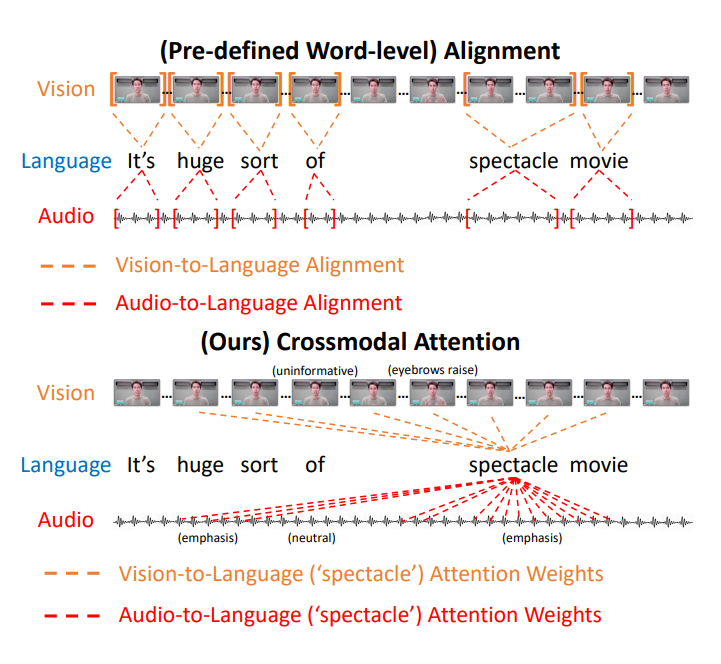 (Pre-defined Word-level) Alignment
Vision
... ... ... ... ... ... ... ... ...
Language It's huge sort of spectacle movie
Audio
Vision-to-Language Alignment
Audio-to-Language Alignment
(Ours) Crossmodal Attention
(uninformative) (eyebrows raise)
Vision
... ... ... ... ... ... ... ... ...
Language It's huge sort of spectacle movie
Audio
(emphasis) (neutral) (emphasis)
Vision-to-Language ('spectacle') Attention Weights
Audio-to-Language ('spectacle') Attention Weights